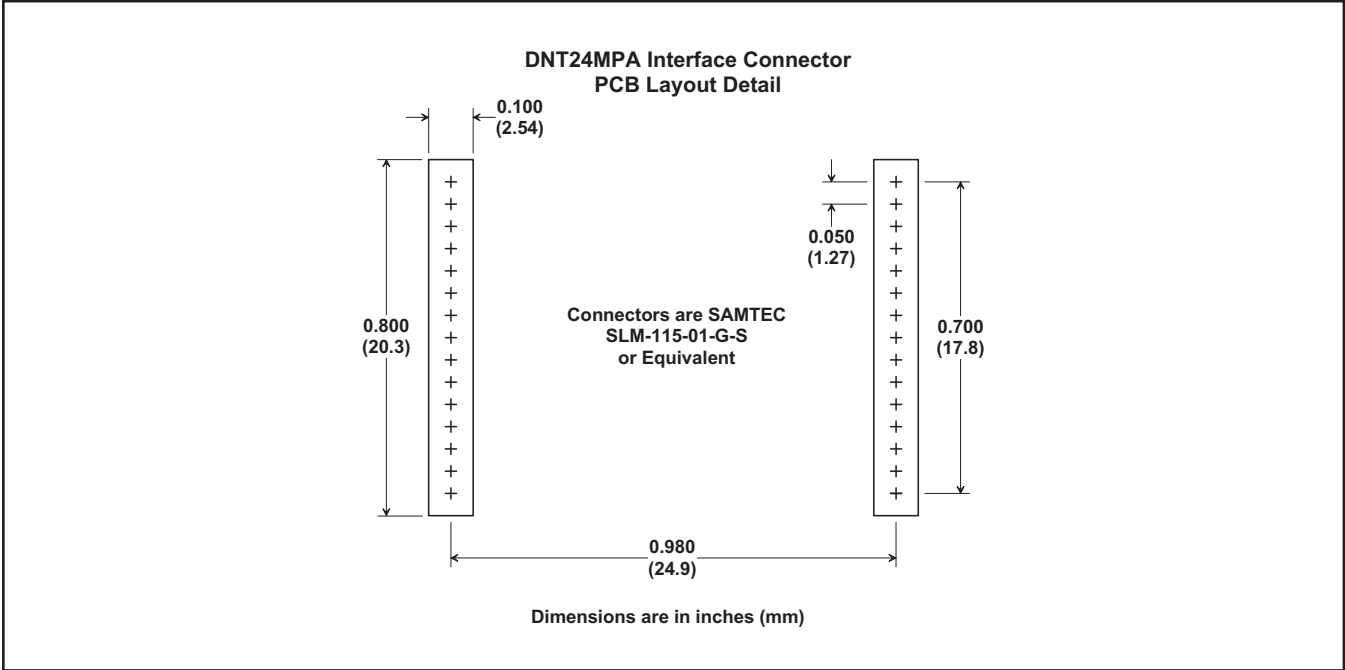 DNT24MPA Interface Connector
PCB Layout Detail
0.100
(2.54)
0.050
(1.27)
0.800
(20.3)
Connectors are SAMTEC
SLM-115-01-G-S
or Equivalent
0.700
(17.8)
0.980
(24.9)
Dimensions are in inches (mm)